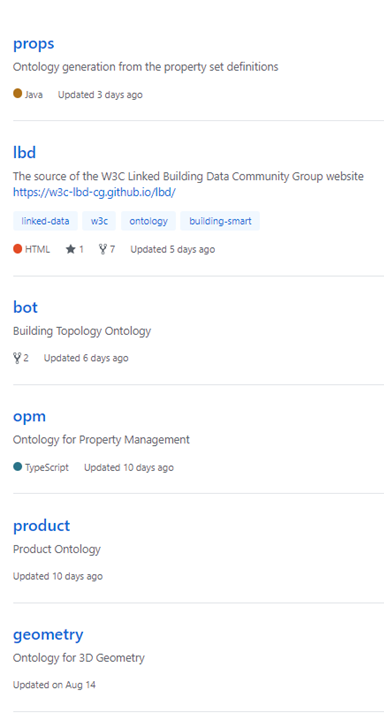 props
Ontology generation from the property set definitions
Java Updated 3 days ago
lbd
The source of the W3C Linked Building Data Community Group website
https://w3c-lbd-cg.github.io/lbd/
linked-data w3c ontology building-smart
HTML 1 7 Updated 5 days ago
bot
Building Topology Ontology
2 Updated 6 days ago
opm
Ontology for Property Management
TypeScript Updated 10 days ago
product
Product Ontology
Updated 10 days ago
geometry
Ontology for 3D Geometry
Updated on Aug 14